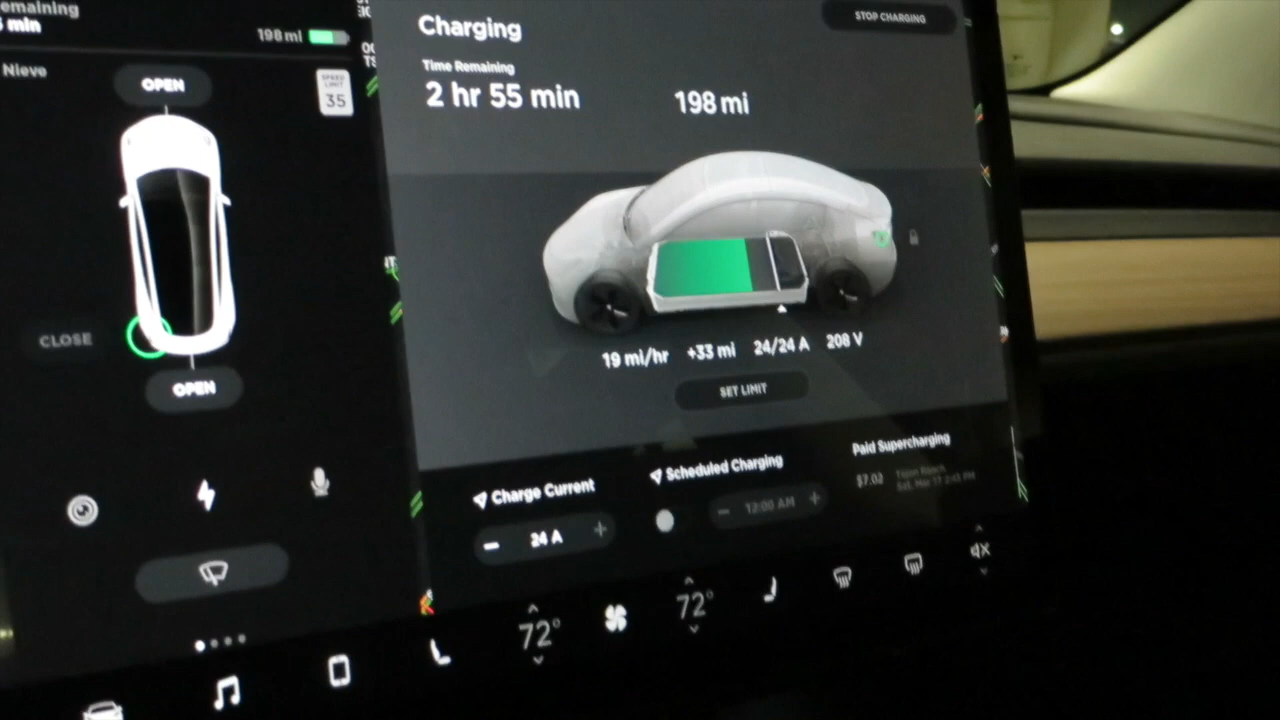 emaining
min
198 mi
Nieve
OPEN
SPEED
LIMIT
35
CLOSE
OPEN
Charging
STOP CHARGING
Time Remaining
2 hr 55 min
198 mi
19 mi/hr +33 mi 24/24 A 208 V
SET LIMIT
Charge Current
24 A
Scheduled Charging
12:00 AM
Paid Supercharging
$7.02
72°
72°